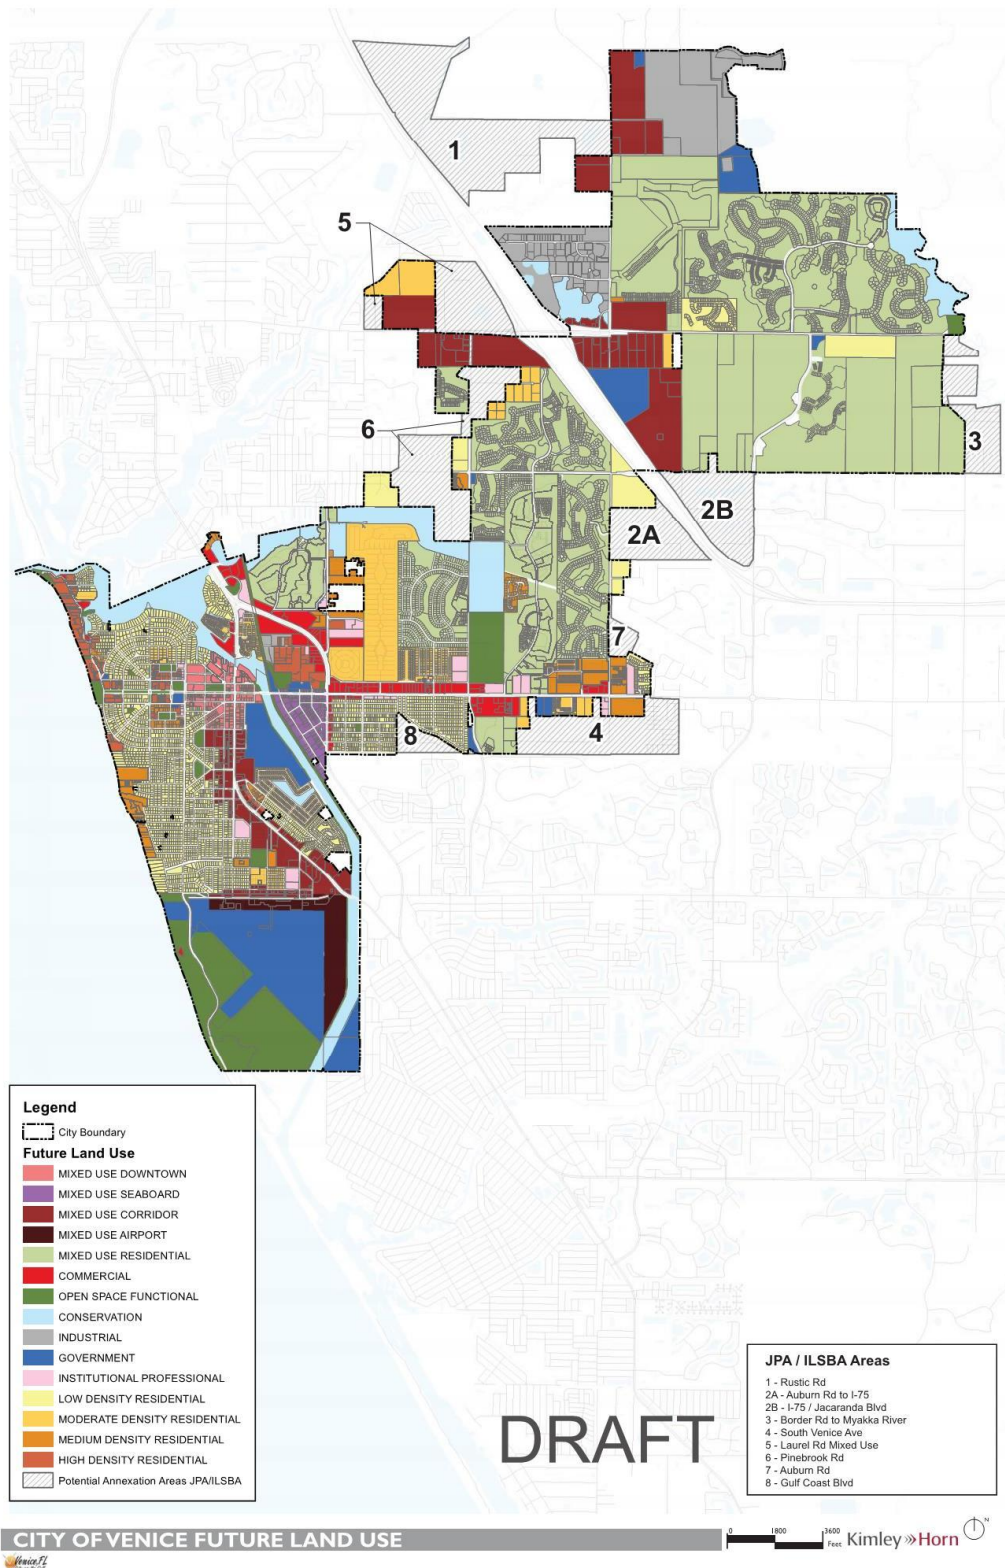 1
5
6
3
2B
2A
7
4
8
Legend
City Boundary
Future Land Use
MIXED USE DOWNTOWN
MIXED USE SEABOARD
MIXED USE CORRIDOR
MIXED USE AIRPORT
MIXED USE RESIDENTIAL
COMMERCIAL
OPEN SPACE FUNCTIONAL
CONSERVATION
INDUSTRIAL
GOVERNMENT
INSTITUTIONAL PROFESSIONAL
LOW DENSITY RESIDENTIAL
MODERATE DENSITY RESIDENTIAL
MEDIUM DENSITY RESIDENTIAL
HIGH DENSITY RESIDENTIAL
Potential Annexation Areas JPA/ILSBA
DRAFT
JPA / ILSBA Areas
1 - Rustic Rd
2A - Auburn Rd to I-75
2B - I-75 / Jacaranda Blvd
3 - Border Rd to Myakka River
4 - South Venice Ave
5 - Laurel Rd Mixed Use
6 - Pinebrook Rd
7 - Auburn Rd
8 - Gulf Coast Blvd
CITY OF VENICE FUTURE LAND USE
0 1800 3600
Feet
Kimley»Horn
N
Venice, FL